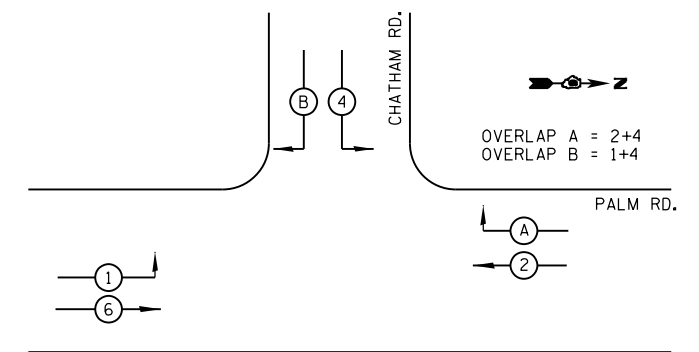 CHATHAM RD.
B
4
N
OVERLAP A = 2+4
OVERLAP B = 1+4
PALM RD.
A
2
1
6